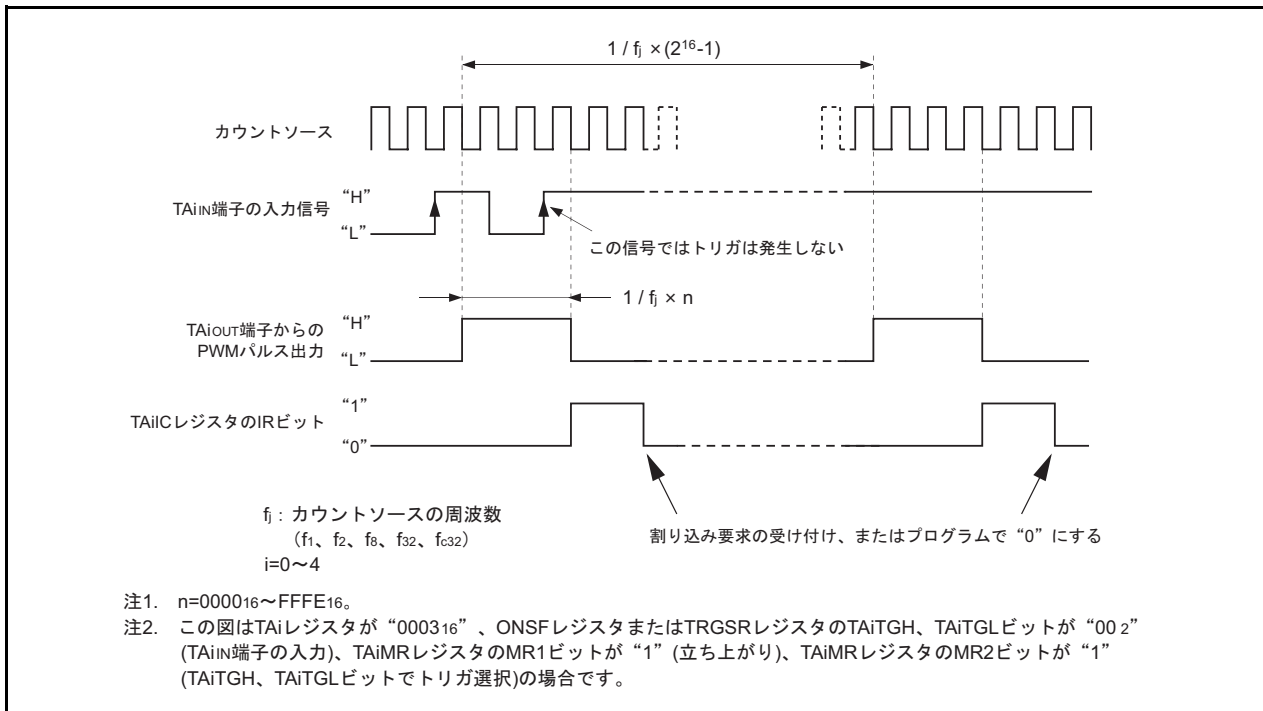 1 / fj × (2^16-1)
カウントソース
TAiIN端子の入力信号
“H”
“L”
この信号ではトリガは発生しない
1 / fj × n
TAiOUT端子からの
PWMパルス出力
“H”
“L”
TAiICレジスタのIRビット
“1”
“0”
fj : カウントソースの周波数
(f1、f2、f8、f32、fc32)
i=0～4
割り込み要求の受け付け、またはプログラムで“0”にする
注1. n=000016～FFFE16。
注2. この図はTAiレジスタが“000316”、ONSFレジスタまたはTRGSRレジスタのTAiTGH、TAiTGLビットが“002”
(TAiIN端子の入力)、TAiMRレジスタのMR1ビットが“1”(立ち上がり)、TAiMRレジスタのMR2ビットが“1”
(TAiTGH、TAiTGLビットでトリガ選択)の場合です。